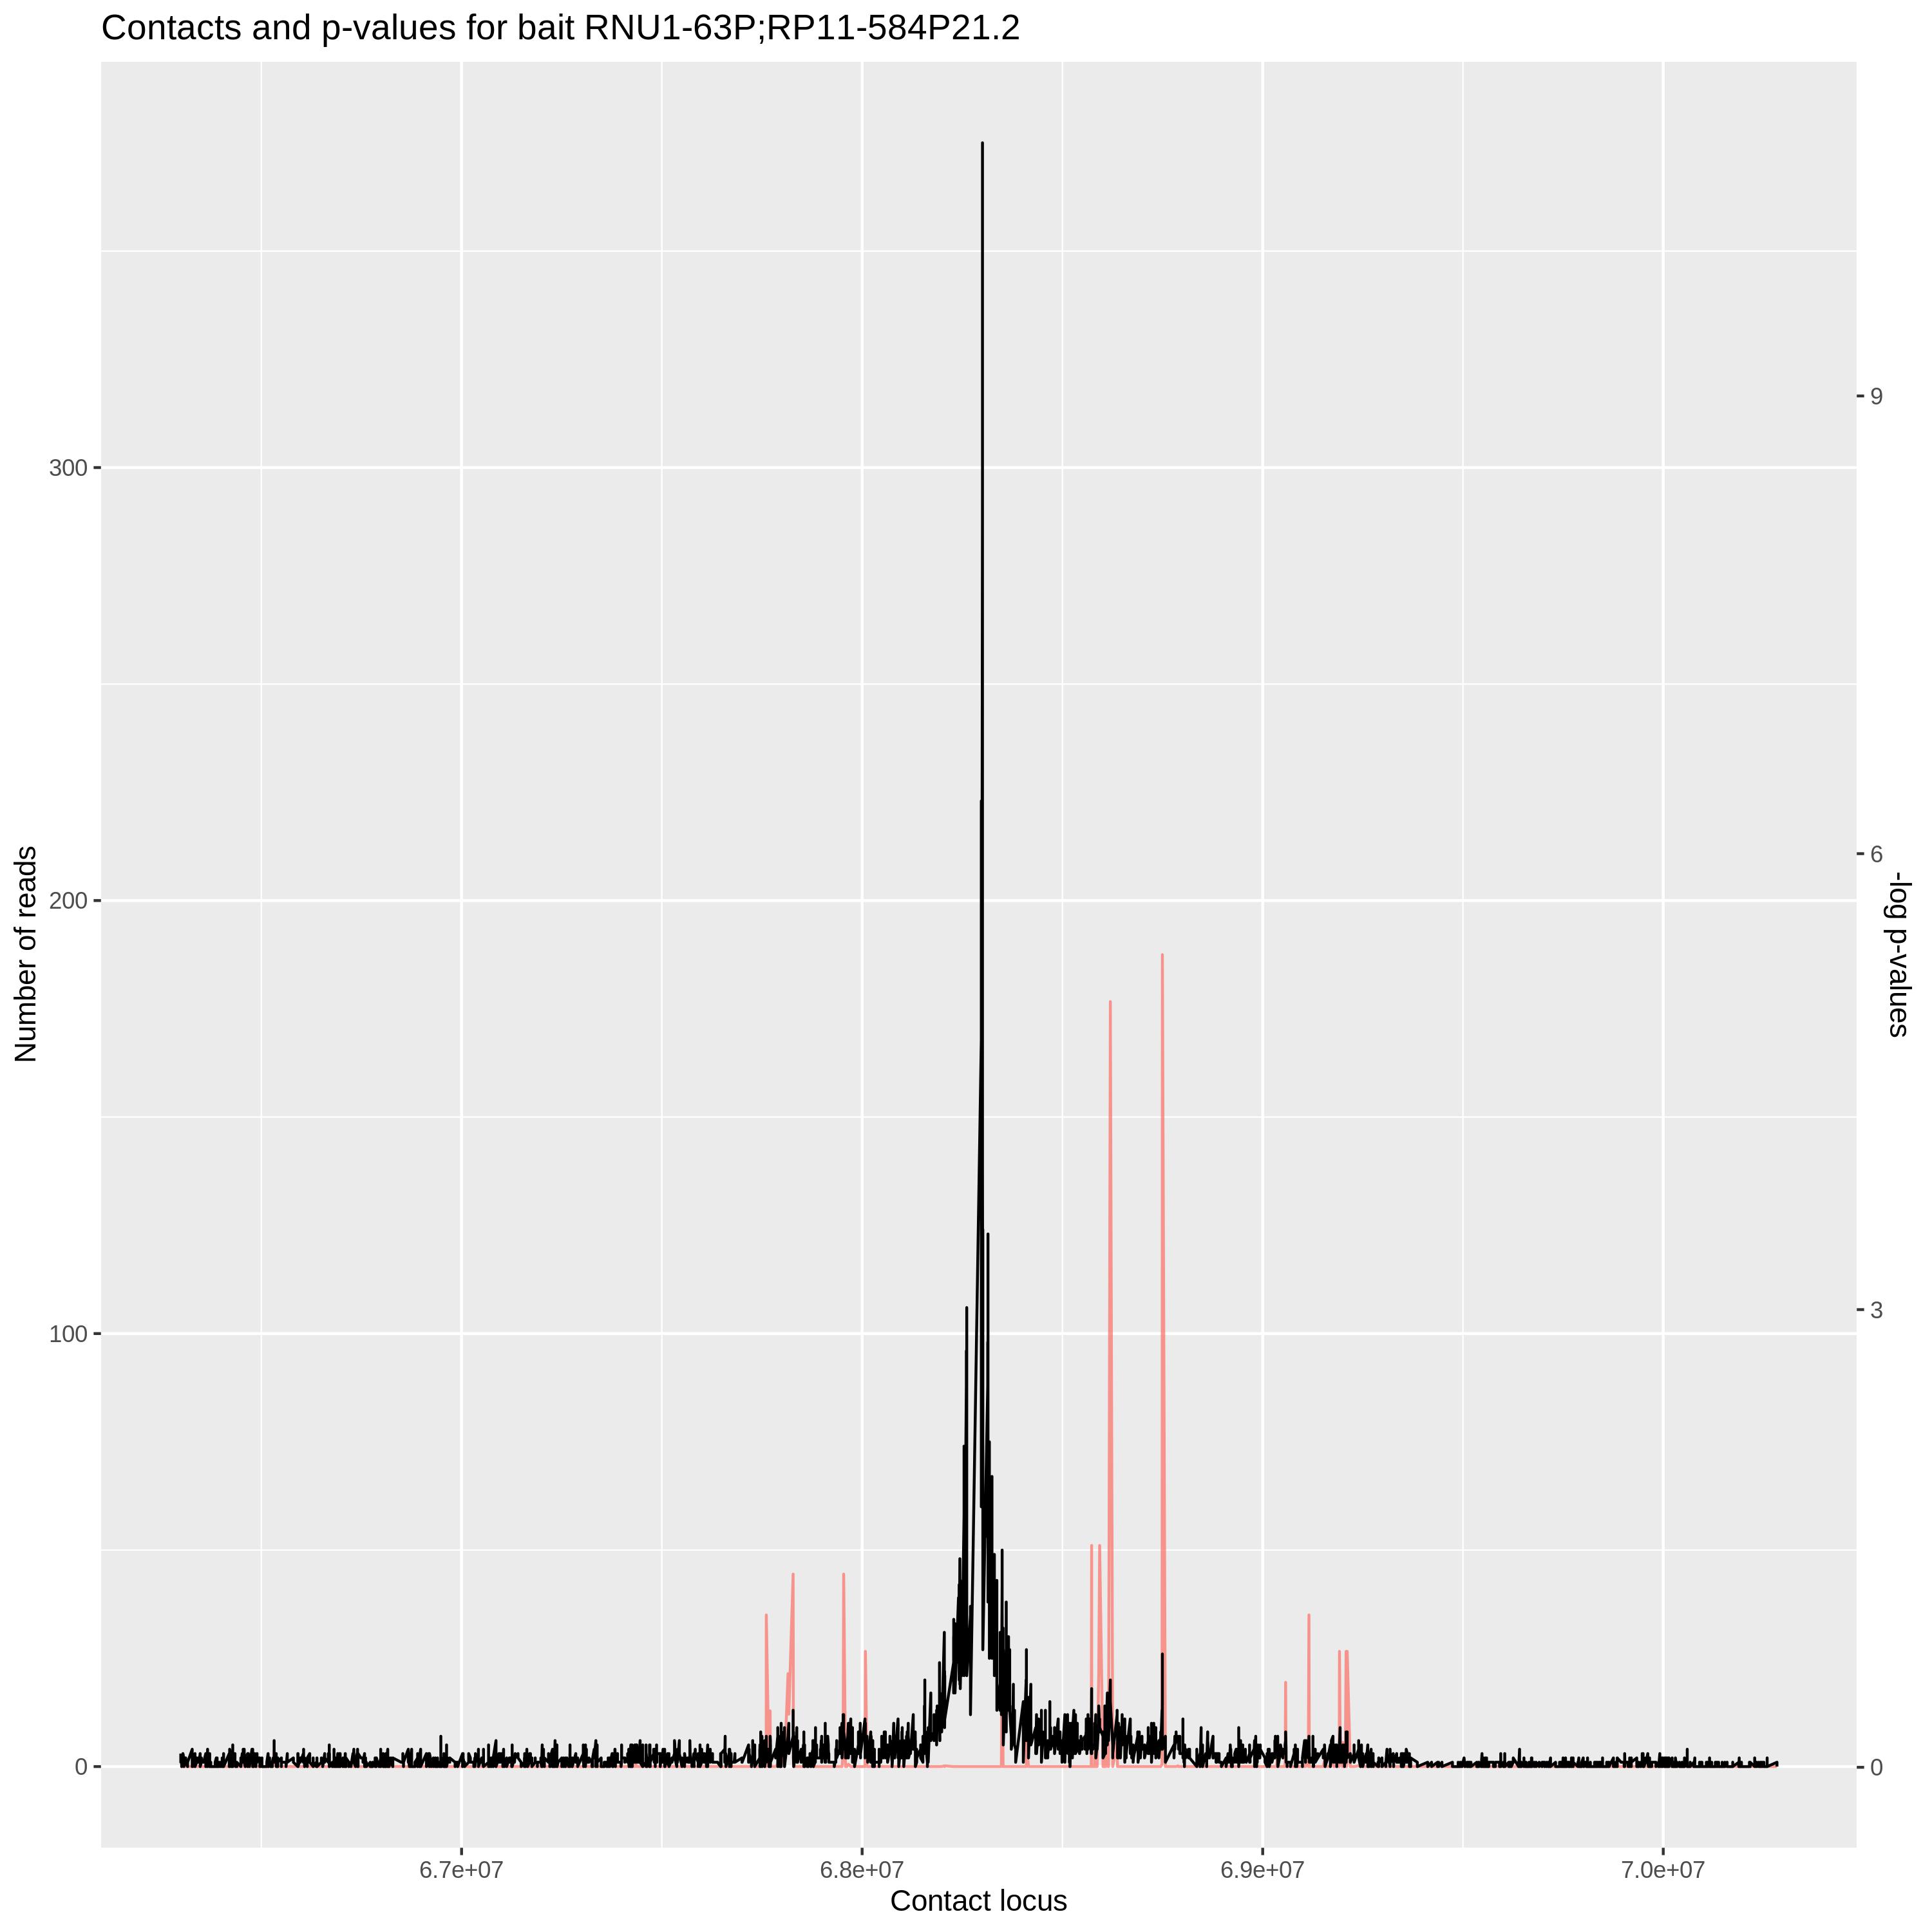 Contacts and p-values for bait RNU1-63P;RP11-584P21.2
Number of reads
300
200
100
0
9
6
3
0
-log p-values
6.7e+07
6.8e+07
6.9e+07
7.0e+07
Contact locus